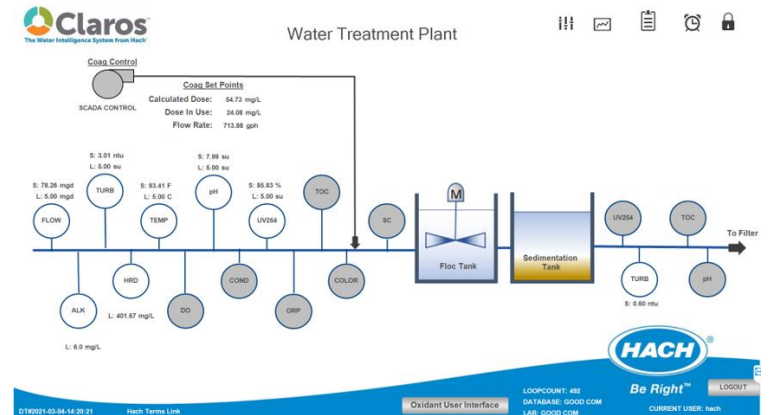 Claros
The Water Intelligence System from Hach
Water Treatment Plant
Coag Control
SCADA CONTROL
Coag Set Points
Calculated Dose: 54.73 mg/L
Dose In Use: 24.08 mg/L
Flow Rate: 713.88 gph
S: 3.01 ntu
L: 5.00 su
S: 7.99 su
L: 5.00 su
S: 78.26 mgd
L: 5.00 mgd
S: 93.41 F
L: 5.00 C
S: 85.83 %
L: 5.00 su
FLOW
TURB
TEMP
pH
UV254
TOC
SC
M
UV254
TOC
To Filter
Floc Tank
Sedimentation
Tank
ALK
HRD
DO
COND
ORP
COLOR
TURB
pH
L: 401.67 mg/L
S: 0.60 ntu
L: 6.0 mg/L
HACH®
Be Right™
LOGOUT
LOOPCOUNT: 492
DATABASE: GOOD COM
LAB: GOOD COM
Oxidant User Interface
CURRENT USER: hach
DT#2021-03-04-14:20:21
Hach Terms Link